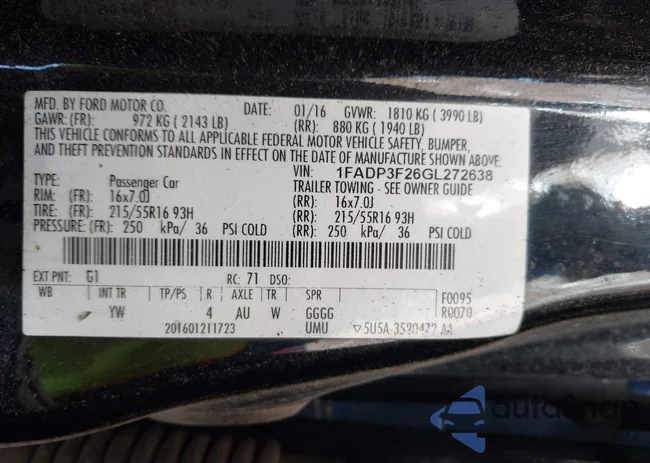 MFD. BY FORD MOTOR CO. DATE: 01/16 GVWR: 1810 KG ( 3990 LB)
GAWR: (FR): 972 KG ( 2143 LB) (RR): 880 KG ( 1940 LB)
THIS VEHICLE CONFORMS TO ALL APPLICABLE FEDERAL MOTOR VEHICLE SAFETY, BUMPER,
AND THEFT PREVENTION STANDARDS IN EFFECT ON THE DATE OF MANUFACTURE SHOWN ABOVE.
VIN: 1FADP3F26GL272638
TYPE: Passenger Car TRAILER TOWING - SEE OWNER GUIDE
RIM: (FR): 16x7.0J (RR): 16x7.0J
TIRE: (FR): 215/55R16 93H (RR): 215/55R16 93H
PRESSURE: (FR): 250 kPa/ 36 PSI COLD (RR): 250 kPa/ 36 PSI COLD
EXT PNT: G1 RC: 71 DSO:
WB INT TR TP/PS R AXLE TR SPR F0095
YW 4 AU W GGGG R0070
201601211723 UMU ▽5U5A-3520472-AA
autoSnap